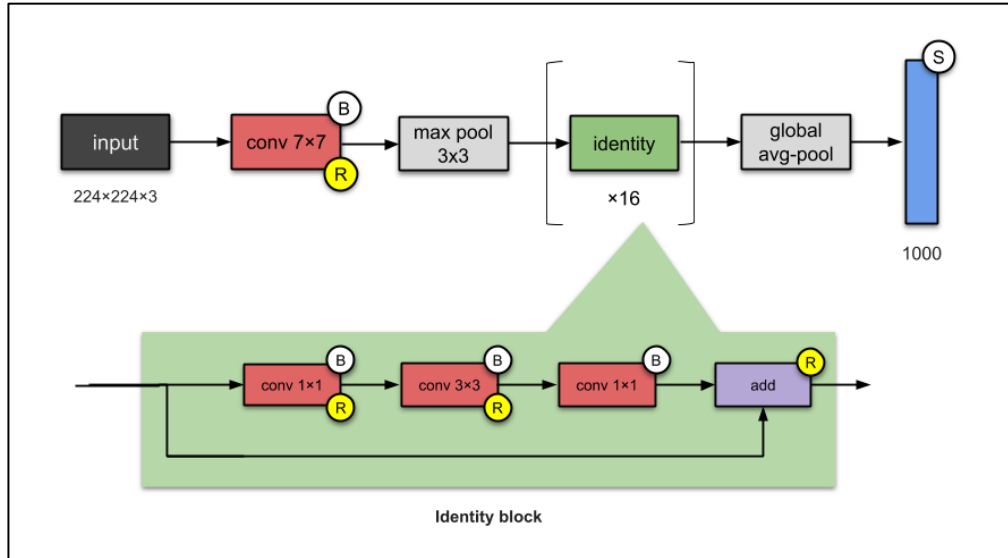 input
224×224×3
conv 7×7
B
R
max pool
3x3
identity
×16
global
avg-pool
S
1000
conv 1×1
B
R
conv 3×3
B
R
conv 1×1
B
add
R
Identity block